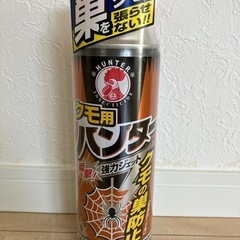 巣を
張らせない!!
HUNTER
INSECTICIDE
クモ用
ハンター
強力ジェット
クモの巣防止